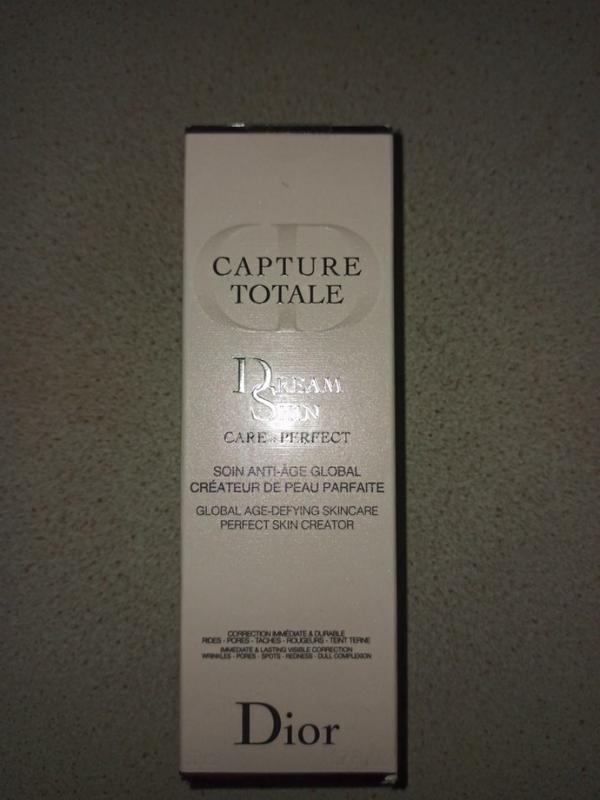 CD
CAPTURE
TOTALE
DREAM
SKIN
CARE & PERFECT
SOIN ANTI-ÂGE GLOBAL
CRÉATEUR DE PEAU PARFAITE
GLOBAL AGE-DEFYING SKINCARE
PERFECT SKIN CREATOR
CORRECTION IMMÉDIATE & DURABLE
RIDES - PORES - TACHES - ROUGEURS - TEINT TERNE
IMMEDIATE & LASTING VISIBLE CORRECTION
WRINKLES - PORES - SPOTS - REDNESS - DULL COMPLEXION
Dior